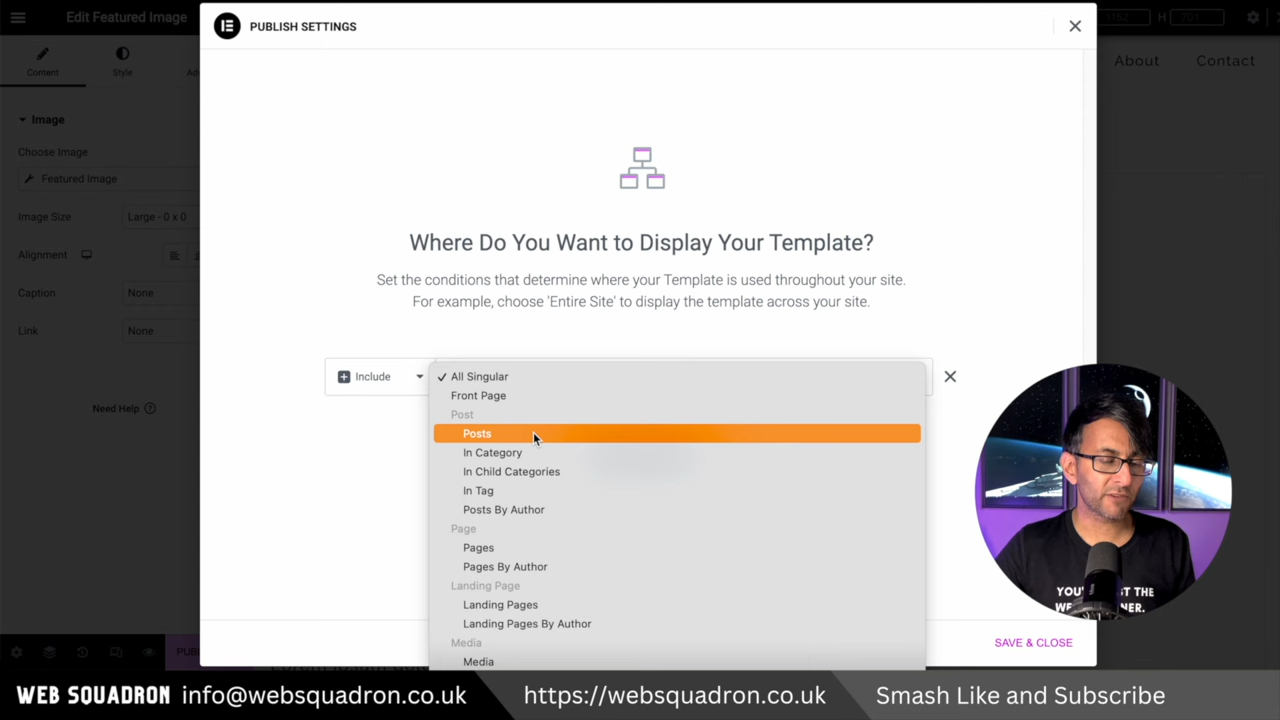 Edit Featured Image
PUBLISH SETTINGS
1152
H
701
Content
Style
About
Contact
Image
Choose Image
Featured Image
Image Size
Large - 0 x 0
Alignment
Caption
None
Link
None
Need Help
Where Do You Want to Display Your Template?
Set the conditions that determine where your Template is used throughout your site.
For example, choose 'Entire Site' to display the template across your site.
Include
All Singular
Front Page
Post
Posts
In Category
In Child Categories
In Tag
Posts By Author
Page
Pages
Pages By Author
Landing Page
Landing Pages
Landing Pages By Author
Media
Media
SAVE & CLOSE
WEB SQUADRON info@websquadron.co.uk
https://websquadron.co.uk
Smash Like and Subscribe